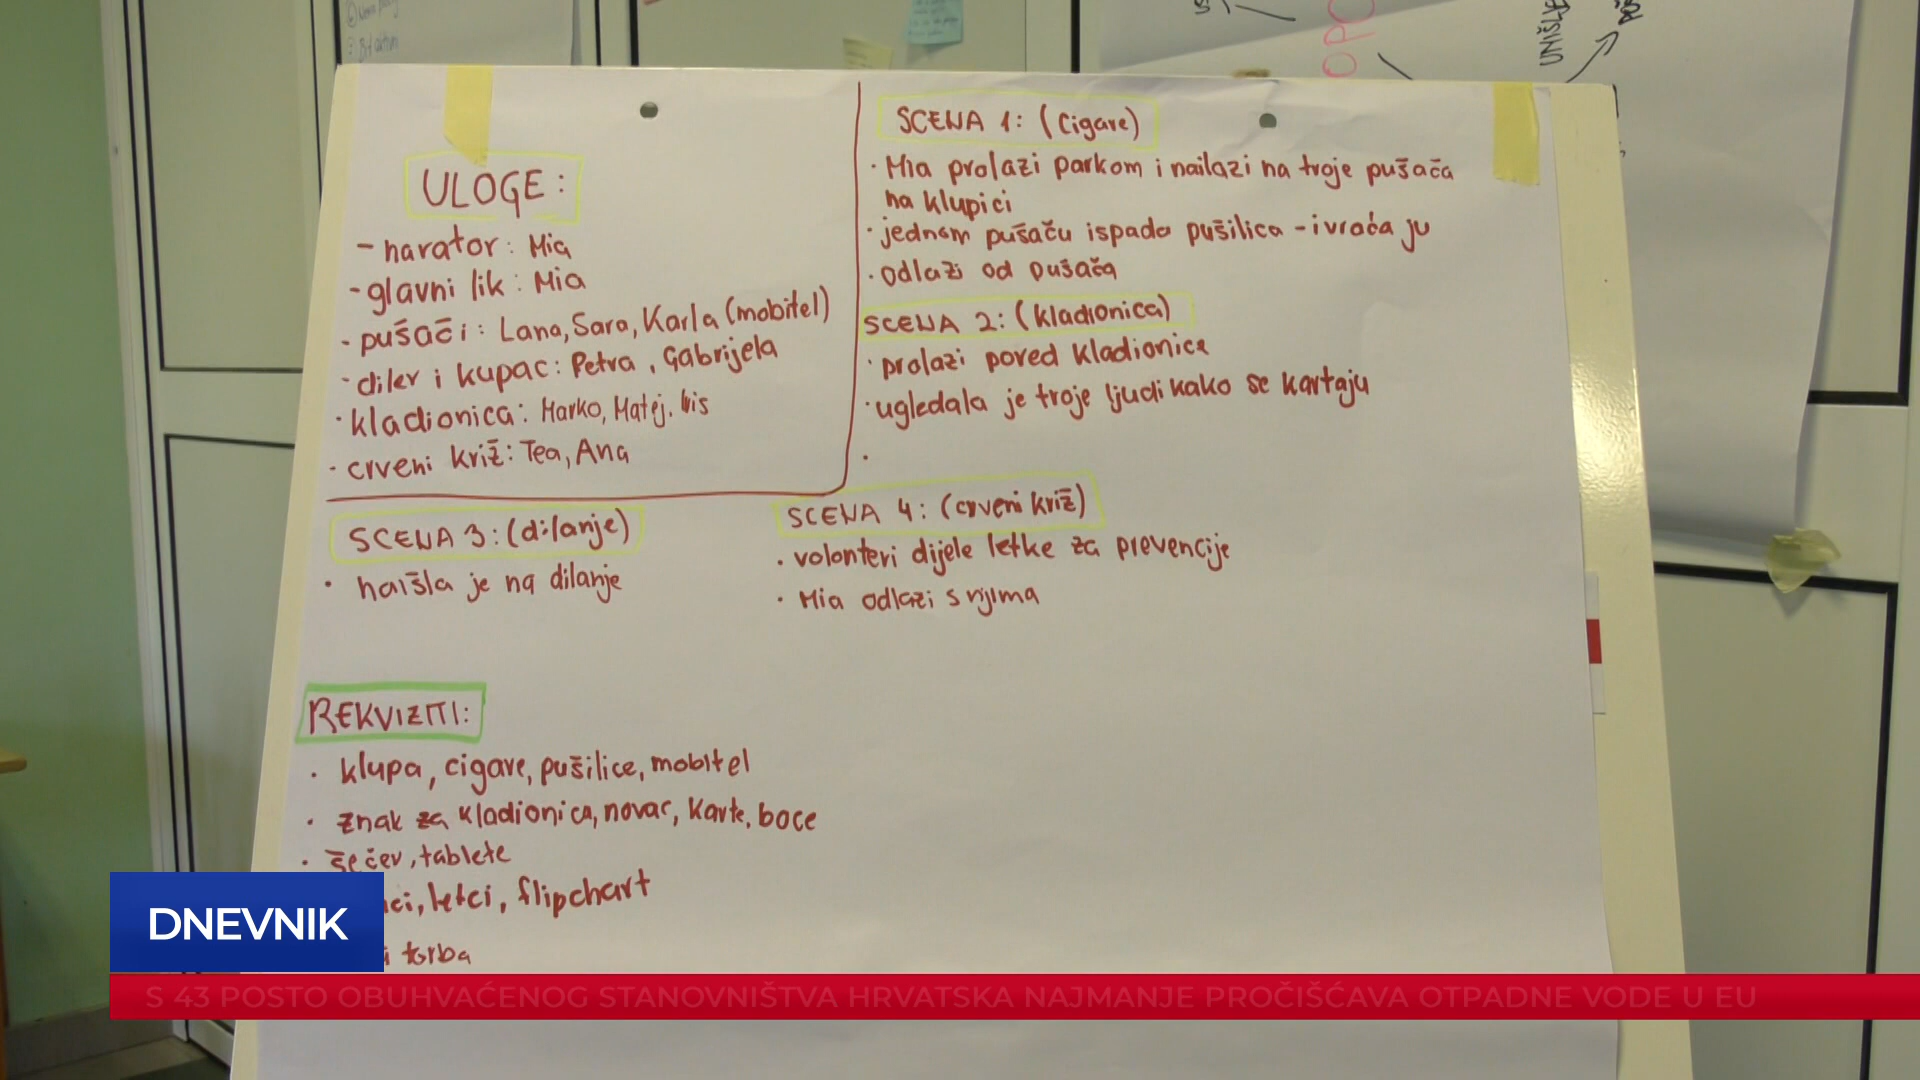 ULOGE:
- narator: Mia
- glavni lik: Mia
- pušači: Lana, Sara, Karla (mobitel)
- diler i kupac: Petra, Gabrijela
- kladionica: Marko, Matej, Iris
- crveni križ: Tea, Ana
SCENA 1: (cigare)
· Mia prolazi parkom i nailazi na troje pušača
na klupici
· jednom pušaču ispada pušilica - i vraća ju
· odlazi od pušača
SCENA 2: (kladionica)
· prolazi pored kladionice
· ugledala je troje ljudi kako se kartaju
·
SCENA 3: (dilanje)
· naišla je na dilanje
SCENA 4: (crveni križ)
· volonteri dijele letke za prevencije
· Mia odlazi s njima
REKVIZITI:
· klupa, cigare, pušilice, mobitel
· znak za kladionica, novac, karte, boce
· šećer, tablete
letci, flipchart
torba
DNEVNIK
S 43 POSTO OBUHVAĆENOG STANOVNIŠTVA HRVATSKA NAJMANJE PROČIŠĆAVA OTPADNE VODE U EU